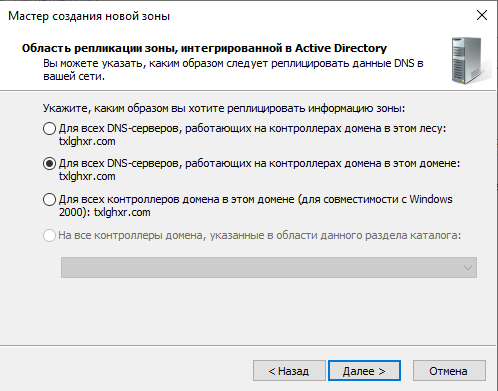 Мастер создания новой зоны
Область репликации зоны, интегрированной в Active Directory
Вы можете указать, каким образом следует реплицировать данные DNS в
вашей сети.
Укажите, каким образом вы хотите реплицировать информацию зоны:
Для всех DNS-серверов, работающих на контроллерах домена в этом лесу:
txlghxr.com
Для всех DNS-серверов, работающих на контроллерах домена в этом домене:
txlghxr.com
Для всех контроллеров домена в этом домене (для совместимости с Windows
2000): txlghxr.com
На все контроллеры домена, указанные в области данного раздела каталога:
< Назад
Далее >
Отмена